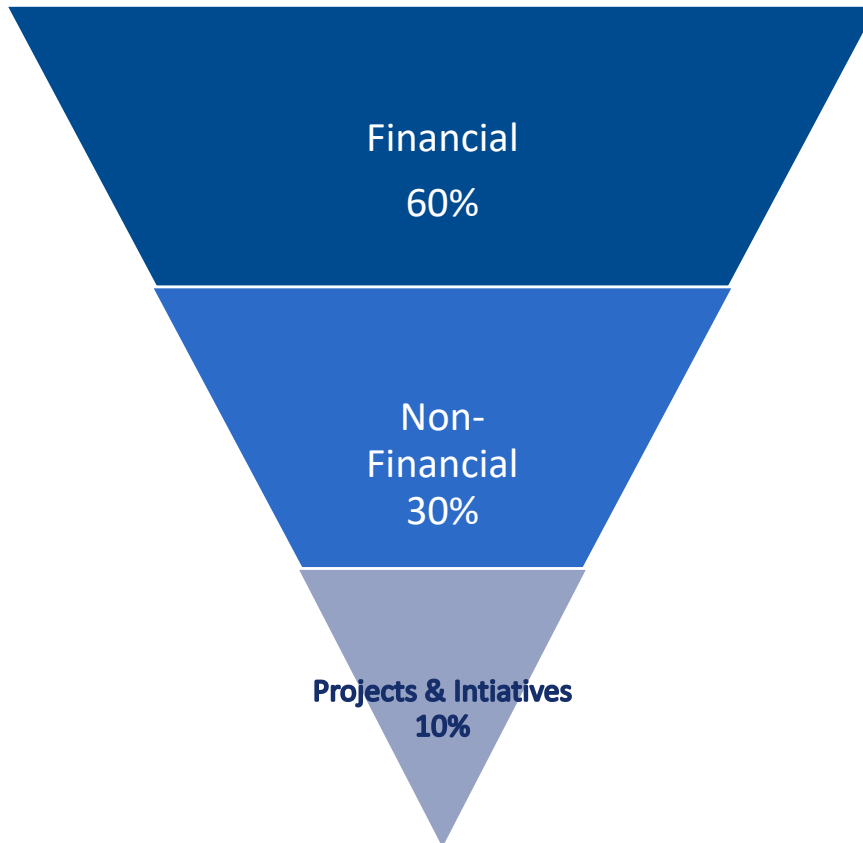 Financial
60%
Non-
Financial
30%
Projects & Intiatives
10%